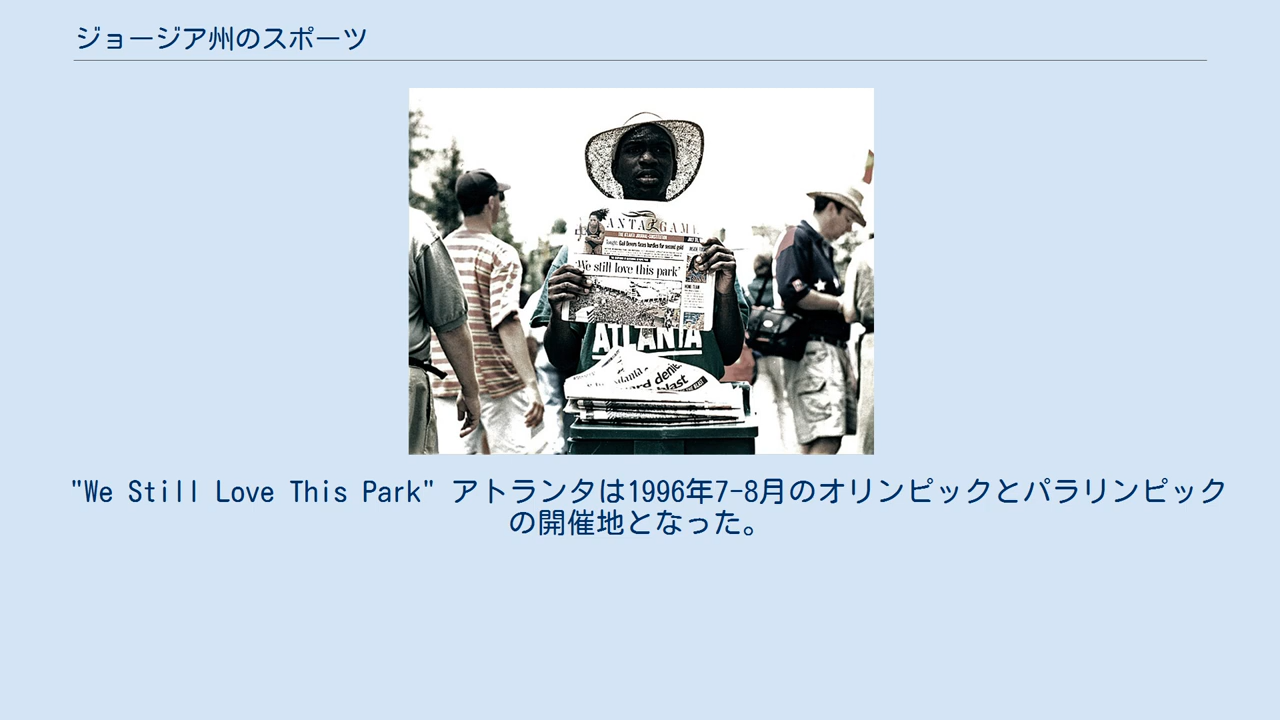 ジョージア州のスポーツ
ANTA GAME
'We still love this park'
ATLANTA
"We Still Love This Park" アトランタは1996年7-8月のオリンピックとパラリンピック
の開催地となった。